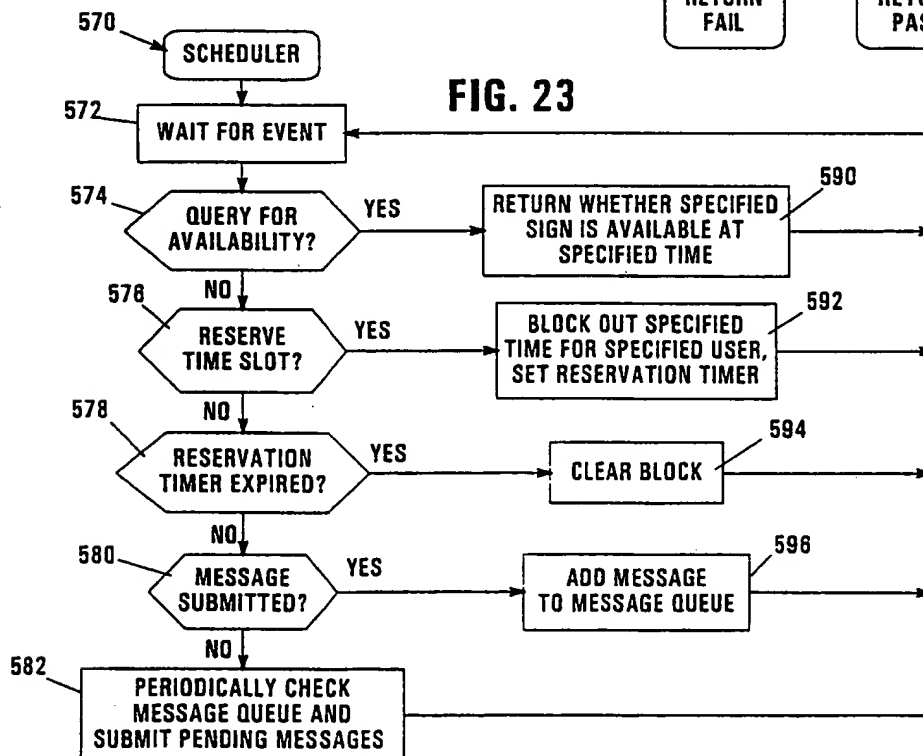 RETURN
FAIL
RETU
PAS
570
SCHEDULER
FIG. 23
572
WAIT FOR EVENT
574
QUERY FOR
AVAILABILITY?
YES
590
RETURN WHETHER SPECIFIED
SIGN IS AVAILABLE AT
SPECIFIED TIME
NO
576
RESERVE
TIME SLOT?
YES
592
BLOCK OUT SPECIFIED
TIME FOR SPECIFIED USER,
SET RESERVATION TIMER
NO
578
RESERVATION
TIMER EXPIRED?
YES
594
CLEAR BLOCK
NO
580
MESSAGE
SUBMITTED?
YES
596
ADD MESSAGE
TO MESSAGE QUEUE
NO
582
PERIODICALLY CHECK
MESSAGE QUEUE AND
SUBMIT PENDING MESSAGES